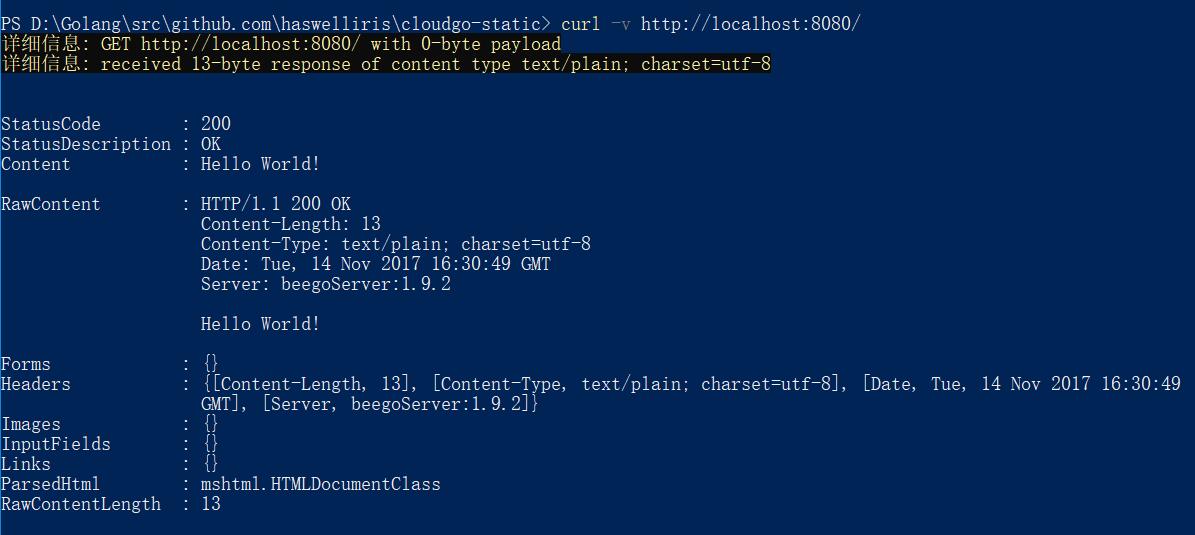 PS D:\Golang\src\github.com\haswelliris\cloudgo-static> curl -v http://localhost:8080/
详细信息: GET http://localhost:8080/ with 0-byte payload
详细信息: received 13-byte response of content type text/plain; charset=utf-8
StatusCode        : 200
StatusDescription : OK
Content           : Hello World!
RawContent        : HTTP/1.1 200 OK
                    Content-Length: 13
                    Content-Type: text/plain; charset=utf-8
                    Date: Tue, 14 Nov 2017 16:30:49 GMT
                    Server: beegoServer:1.9.2
                    Hello World!
Forms             : {}
Headers           : {[Content-Length, 13], [Content-Type, text/plain; charset=utf-8], [Date, Tue, 14 Nov 2017 16:30:49
                    GMT], [Server, beegoServer:1.9.2]}
Images            : {}
InputFields       : {}
Links             : {}
ParsedHtml        : mshtml.HTMLDocumentClass
RawContentLength  : 13